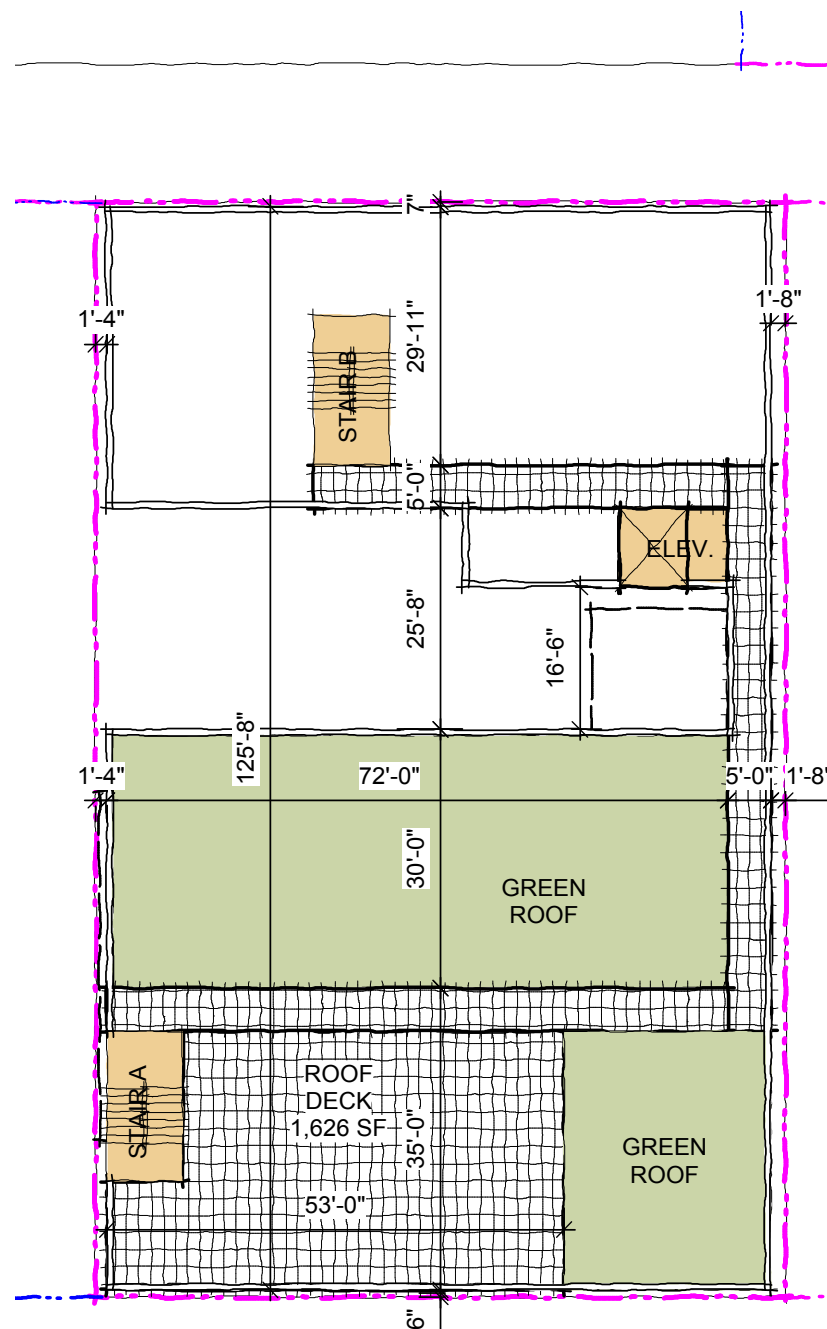 7"
1'-4"
1'-8"
29'-11"
STAIR B
5'-0"
ELEV.
25'-8"
16'-6"
125'-8"
1'-4"
72'-0"
5'-0"
1'-8"
30'-0"
GREEN
ROOF
STAIR A
ROOF
DECK
1,626 SF
35'-0"
GREEN
ROOF
53'-0"
6"